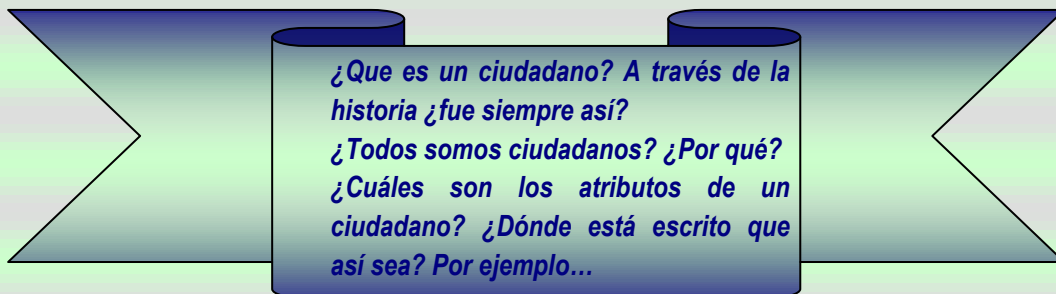 ¿Que es un ciudadano? A través de la
historia ¿fue siempre así?
¿Todos somos ciudadanos? ¿Por qué?
¿Cuáles son los atributos de un
ciudadano? ¿Dónde está escrito que
así sea? Por ejemplo…